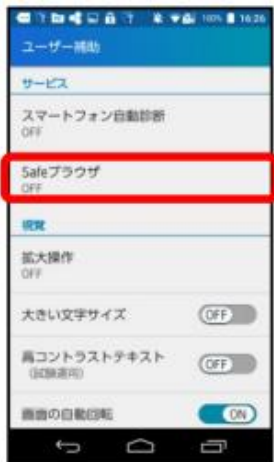 100% 16:26
ユーザー補助
サービス
スマートフォン自動診断
OFF
Safeブラウザ
OFF
視覚
拡大操作
OFF
大きい文字サイズ OFF
高コントラストテキスト OFF
(試験運用)
画面の自動回転 ON